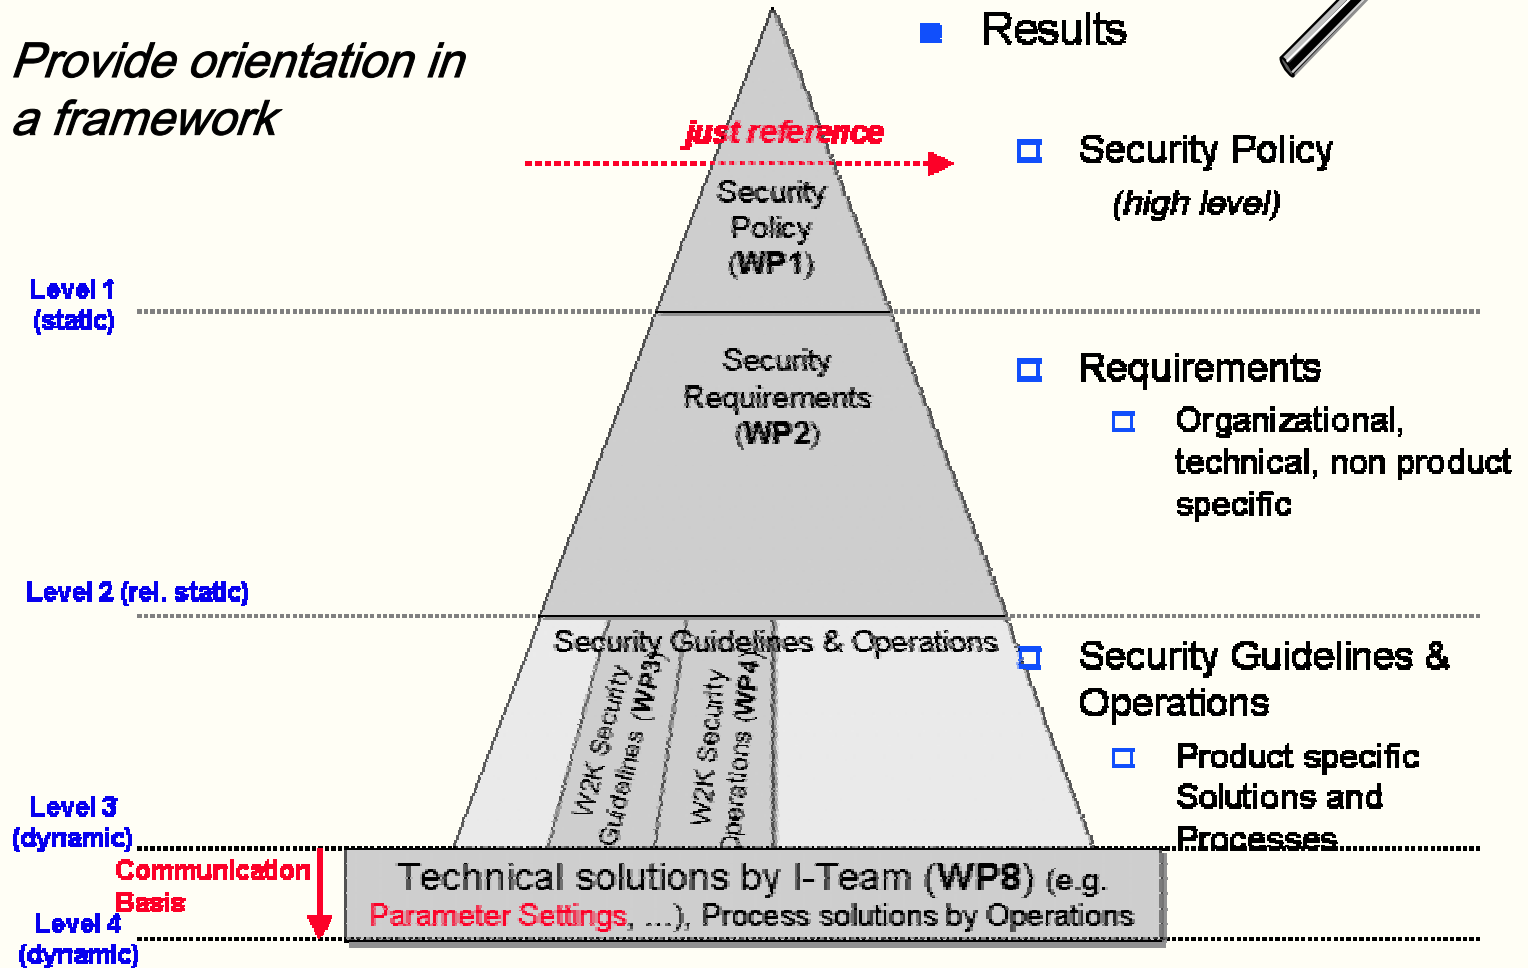 Provide orientation in
a framework
Results
just reference
Security Policy
(high level)
Security
Policy
(WP1)
Level 1
(static)
Security
Requirements
(WP2)
Requirements
Organizational,
technical, non product
specific
Level 2 (rel. static)
Security Guidelines & Operations
W2K Security
Guidelines (WP3)
W2K Security
Operations (WP4)
Security Guidelines &
Operations
Product specific
Solutions and
Processes
Level 3
(dynamic)
Communication
Basis
Technical solutions by I-Team (WP8) (e.g.
Parameter Settings, ...), Process solutions by Operations
Level 4
(dynamic)